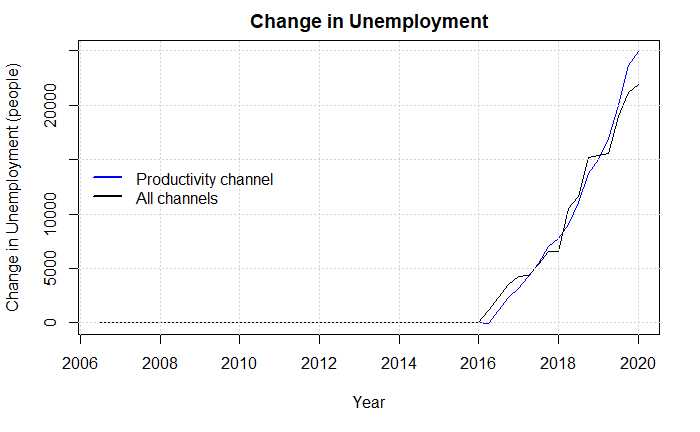 Change in Unemployment
Change in Unemployment (people)
20000
10000
5000
0
Productivity channel
All channels
2006 2008 2010 2012 2014 2016 2018 2020
Year